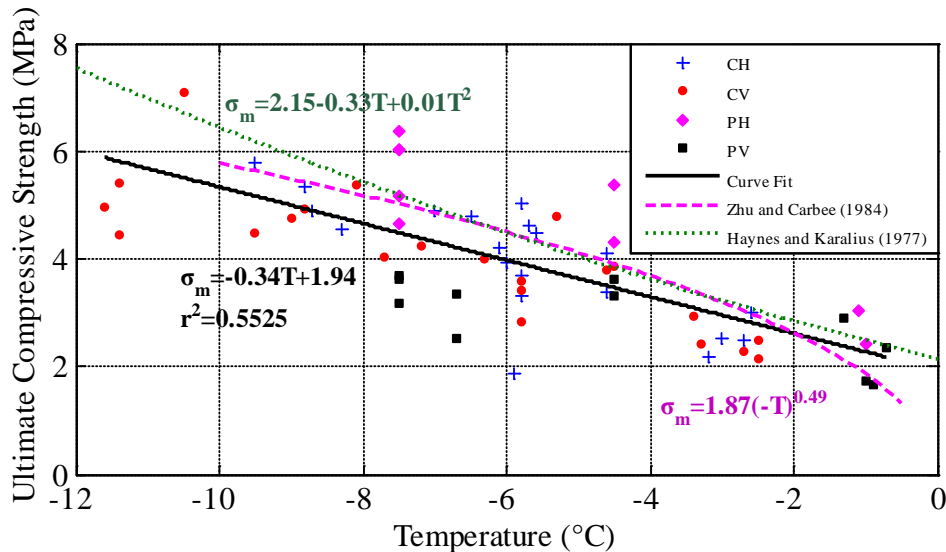 Ultimate Compressive Strength (MPa)
8
6
4
2
0
-12
-10
-8
-6
-4
-2
0
Temperature (°C)
σm=2.15-0.33T+0.01T²
σm=-0.34T+1.94
r²=0.5525
σm=1.87(-T)^0.49
CH
CV
PH
PV
Curve Fit
Zhu and Carbee (1984)
Haynes and Karalius (1977)